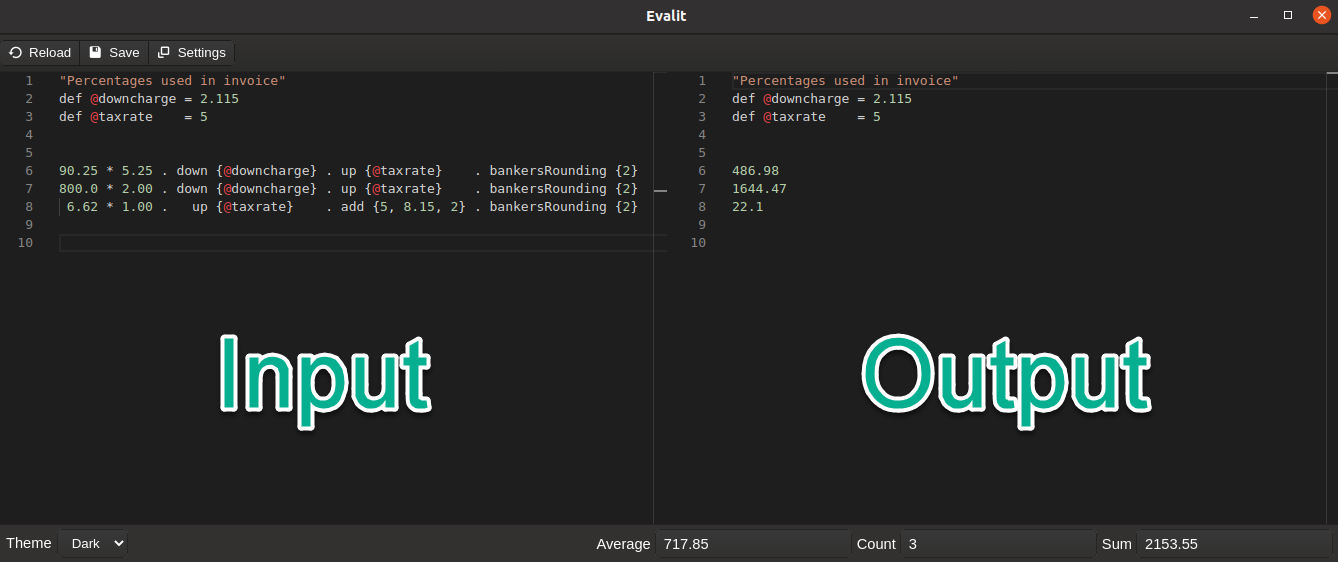 Evalit
Reload Save Settings
1 "Percentages used in invoice"
2 def @downcharge = 2.115
3 def @taxrate    = 5
4
5
6 90.25 * 5.25 . down {@downcharge} . up {@taxrate}    . bankersRounding {2}
7 800.0 * 2.00 . down {@downcharge} . up {@taxrate}    . bankersRounding {2}
8  6.62 * 1.00 .   up {@taxrate}    . add {5, 8.15, 2} . bankersRounding {2}
9
10
Input
1 "Percentages used in invoice"
2 def @downcharge = 2.115
3 def @taxrate    = 5
4
5
6 486.98
7 1644.47
8 22.1
9
10
Output
Theme Dark Average 717.85 Count 3 Sum 2153.55